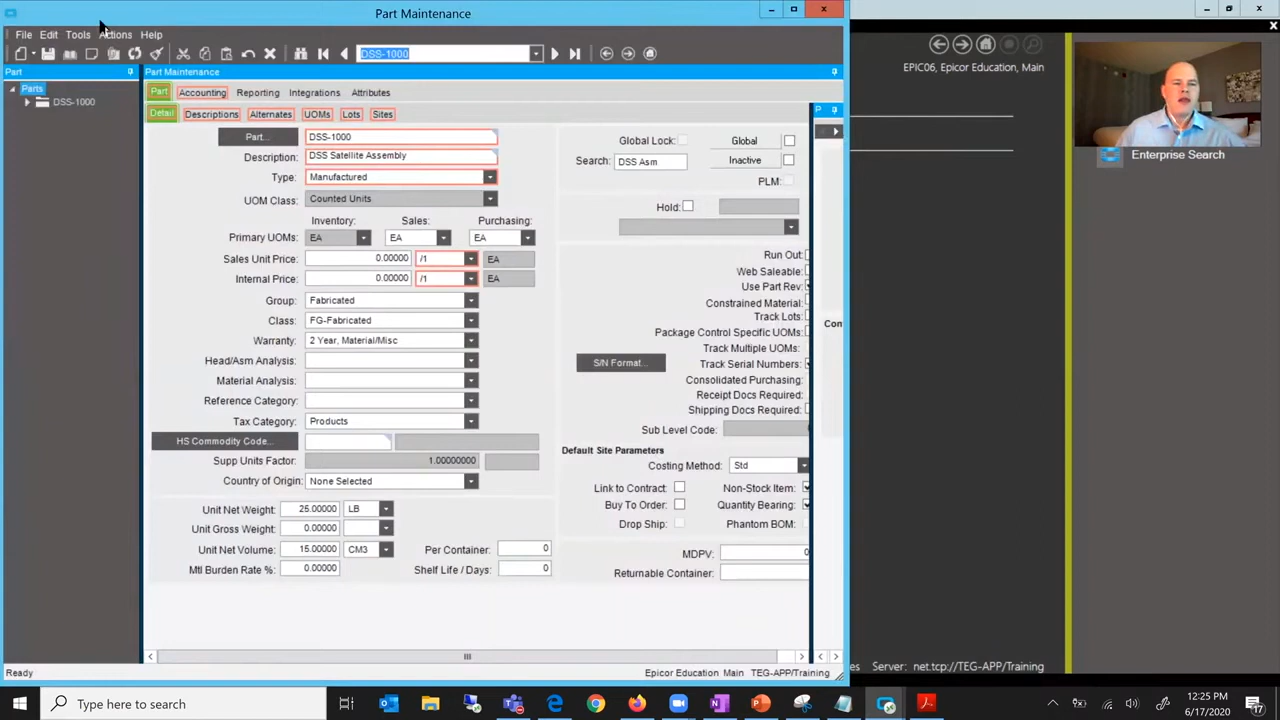 Part Maintenance
File Edit Tools Actions Help
DSS-1000
EPIC06, Epicor Education, Main
Enterprise Search
Part
Parts
DSS-1000
Part Maintenance
Part Accounting Reporting Integrations Attributes
Detail Descriptions Alternates UOMs Lots Sites
P
Part... DSS-1000
Description: DSS Satellite Assembly
Type: Manufactured
UOM Class: Counted Units
Inventory: Sales: Purchasing:
Primary UOMs: EA EA EA
Sales Unit Price: 0.00000 /1 EA
Internal Price: 0.00000 /1 EA
Group: Fabricated
Class: FG-Fabricated
Warranty: 2 Year, Material/Misc
Head/Asm Analysis:
Material Analysis:
Reference Category:
Tax Category: Products
HS Commodity Code...
Supp Units Factor: 1.00000000
Country of Origin: None Selected
Unit Net Weight: 25.00000 LB
Unit Gross Weight: 0.00000
Unit Net Volume: 15.00000 CM3 Per Container: 0
Mtl Burden Rate %: 0.00000 Shelf Life / Days: 0
Global Lock: Global
Search: DSS Asm Inactive
PLM:
Hold:
Run Out:
Web Saleable:
Use Part Rev:
Constrained Material:
Track Lots:
Con
Package Control Specific UOMs:
Track Multiple UOMs:
S/N Format... Track Serial Numbers:
Consolidated Purchasing:
Receipt Docs Required:
Shipping Docs Required:
Sub Level Code:
Default Site Parameters
Costing Method: Std
Link to Contract: Non-Stock Item:
Buy To Order: Quantity Bearing:
Drop Ship: Phantom BOM:
MDPV: 0
Returnable Container:
Ready Epicor Education Main TEG-APP/Training
es Server: net.tcp://TEG-APP/Training
Type here to search
12:25 PM
6/17/2020
17